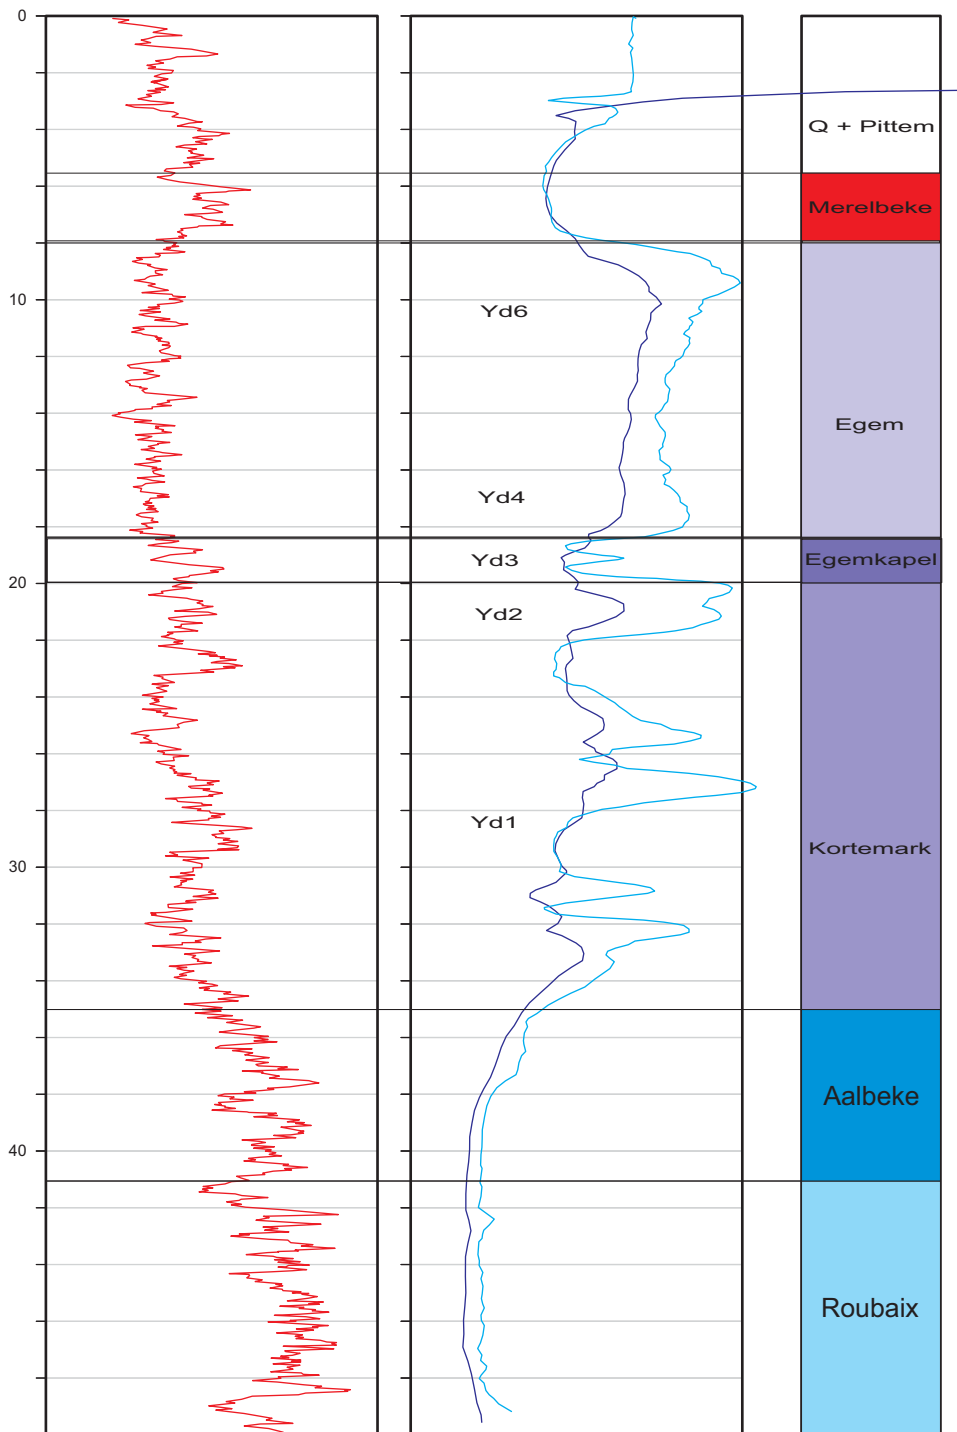 0
Q + Pittem
Merelbeke
10
Yd6
Egem
Yd4
Yd3
Egemkapel
20
Yd2
Yd1
Kortemark
30
Aalbeke
40
Roubaix